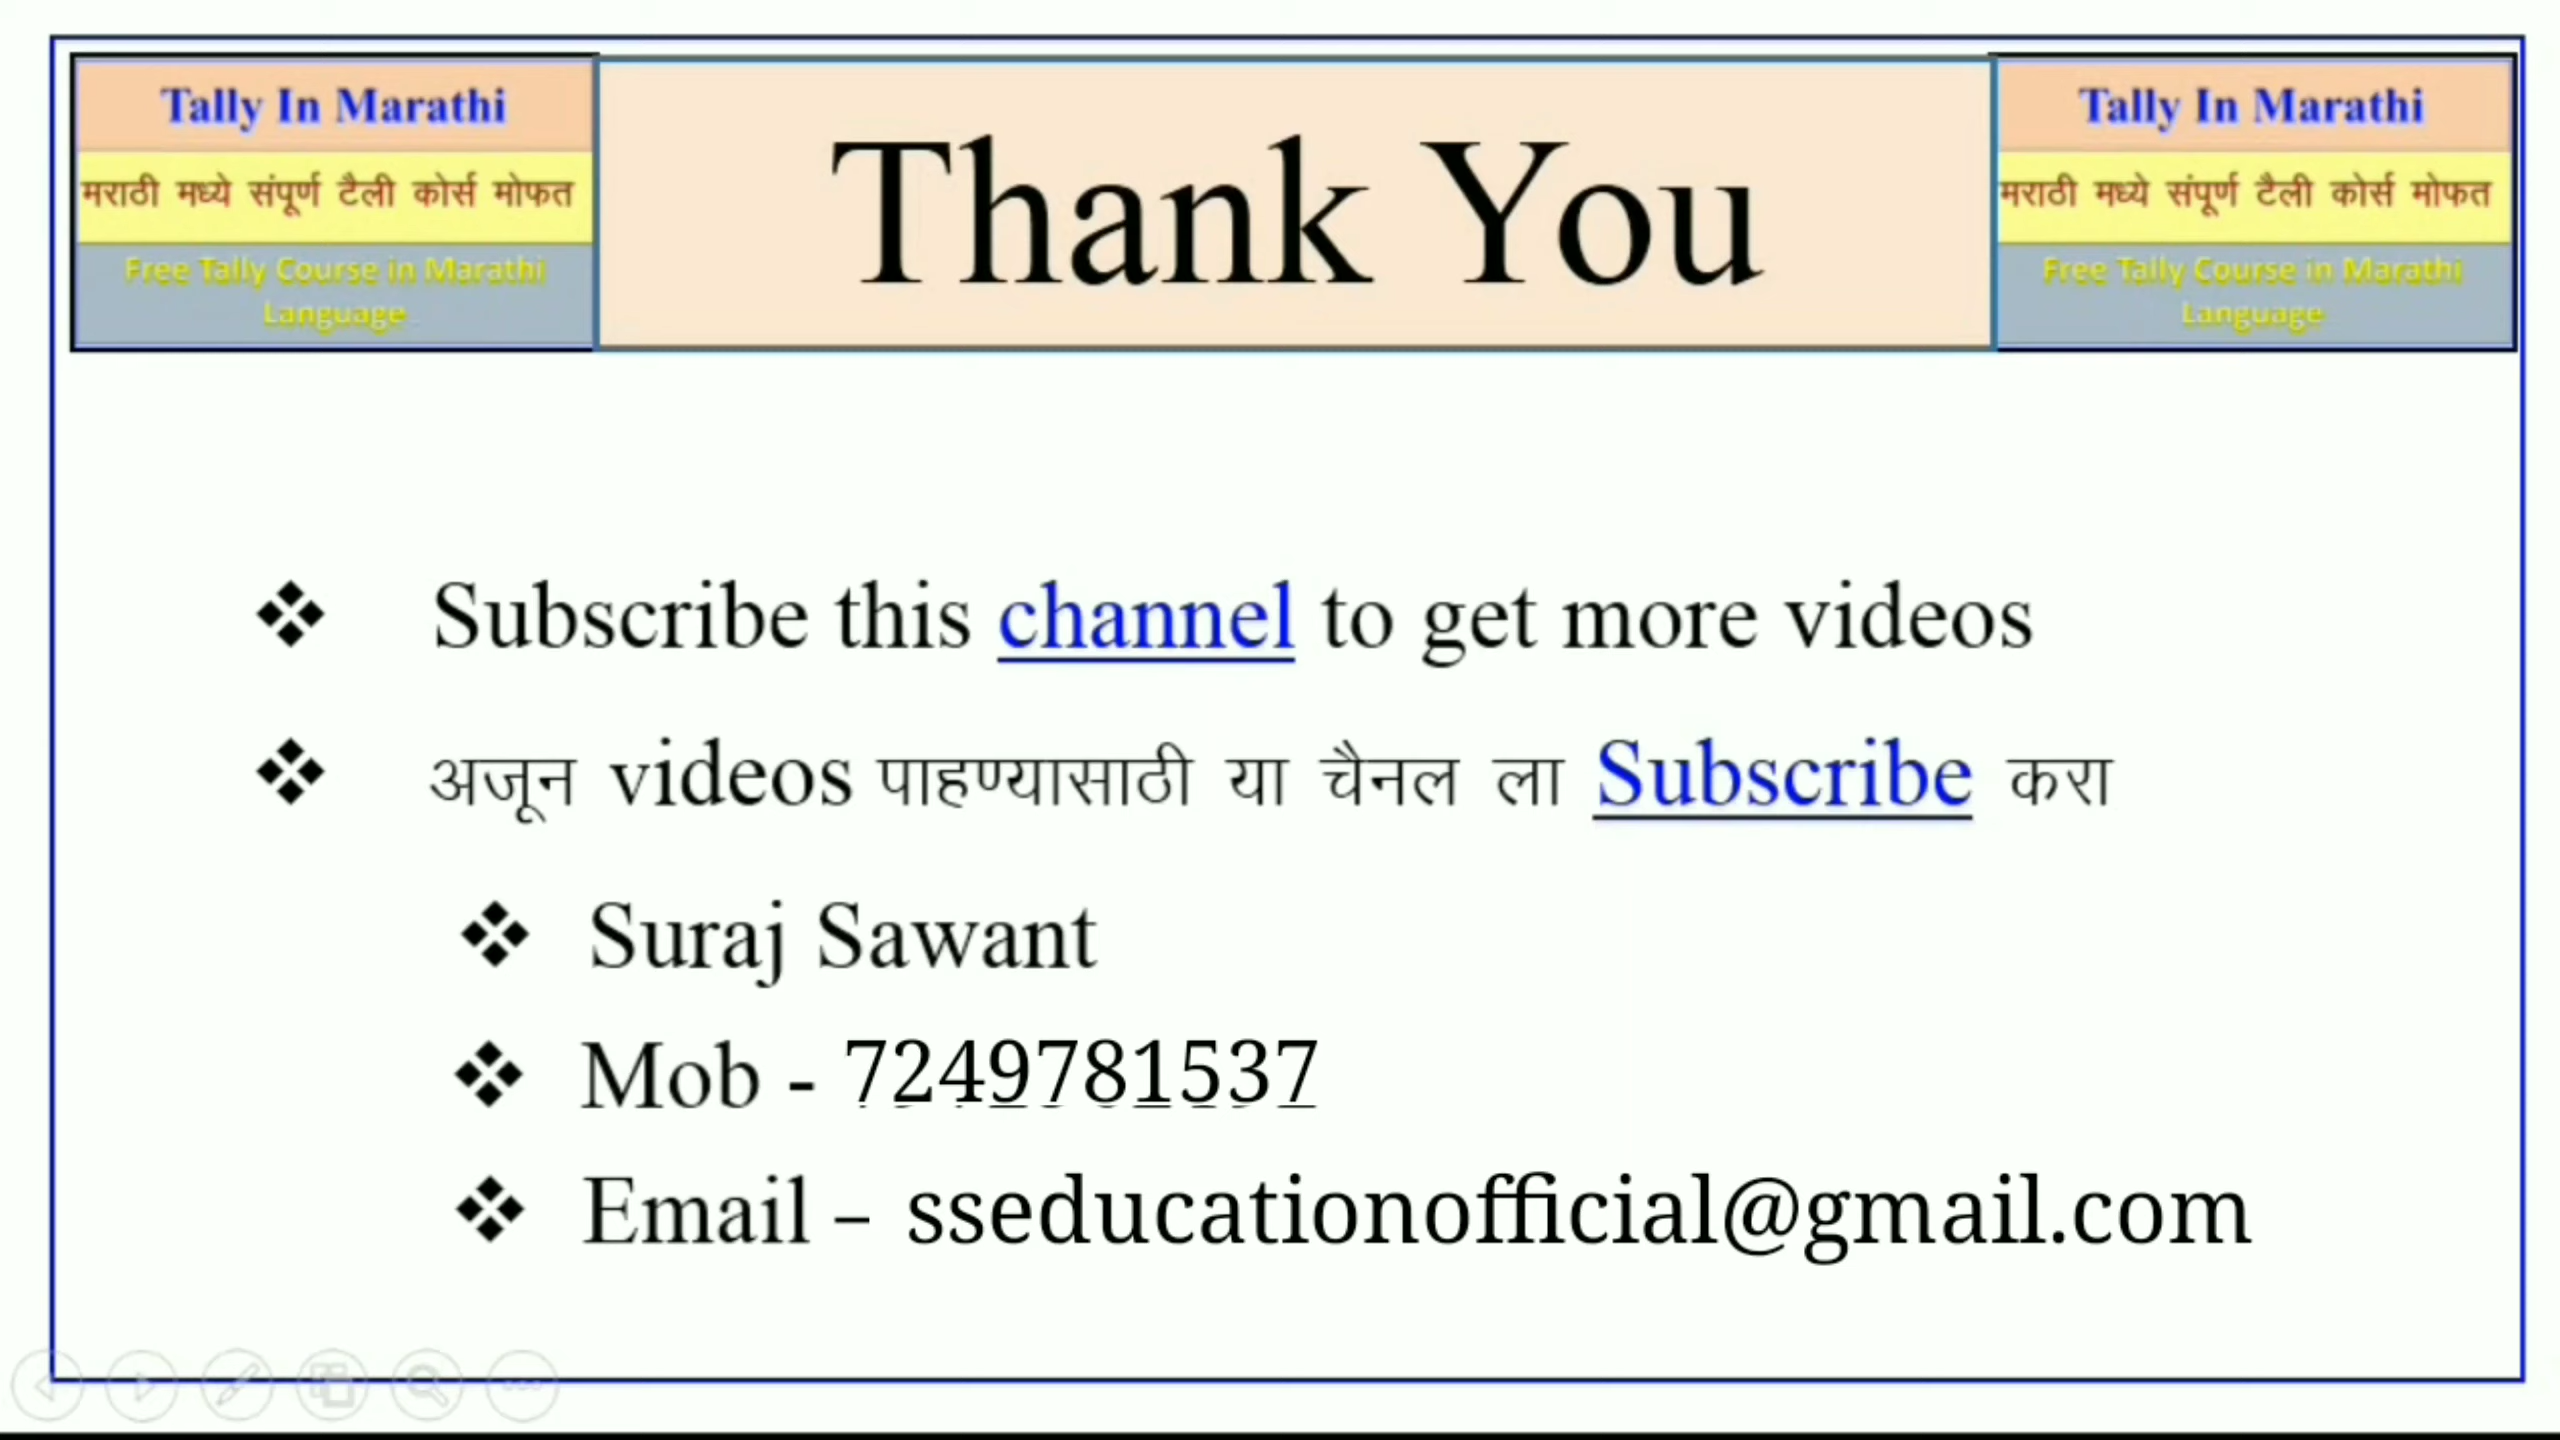 Tally In Marathi
मराठी मध्ये संपूर्ण टैली कोर्स मोफत
Free Tally Course in Marathi
Language
Thank You
Tally In Marathi
मराठी मध्ये संपूर्ण टैली कोर्स मोफत
Free Tally Course in Marathi
Language
❖ Subscribe this channel to get more videos
❖ अजून videos पाहण्यासाठी या चैनल ला Subscribe करा
❖ Suraj Sawant
❖ Mob - 7249781537
❖ Email – sseducationofficial@gmail.com